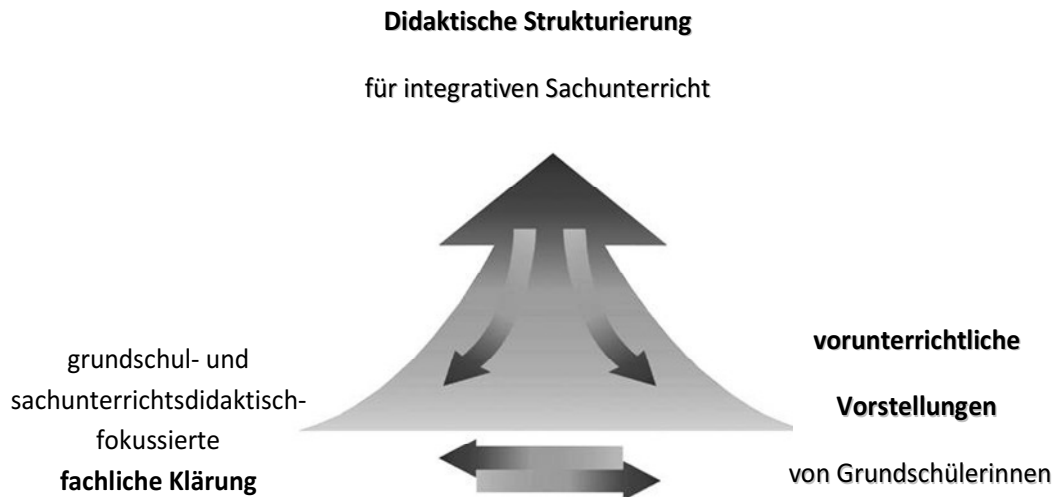 Didaktische Strukturierung
für integrativen Sachunterricht
grundschul- und
sachunterrichtsdidaktisch-
fokussierte
fachliche Klärung
vorunterrichtliche
Vorstellungen
von Grundschülerinnen